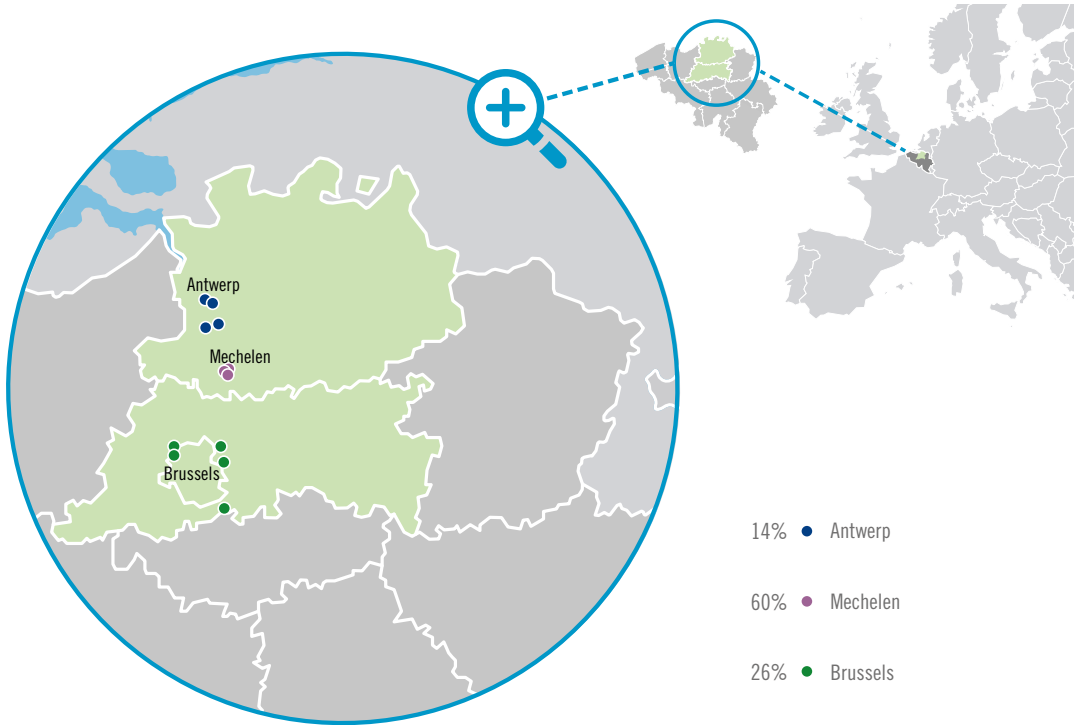 Antwerp
Mechelen
Brussels
14% Antwerp
60% Mechelen
26% Brussels